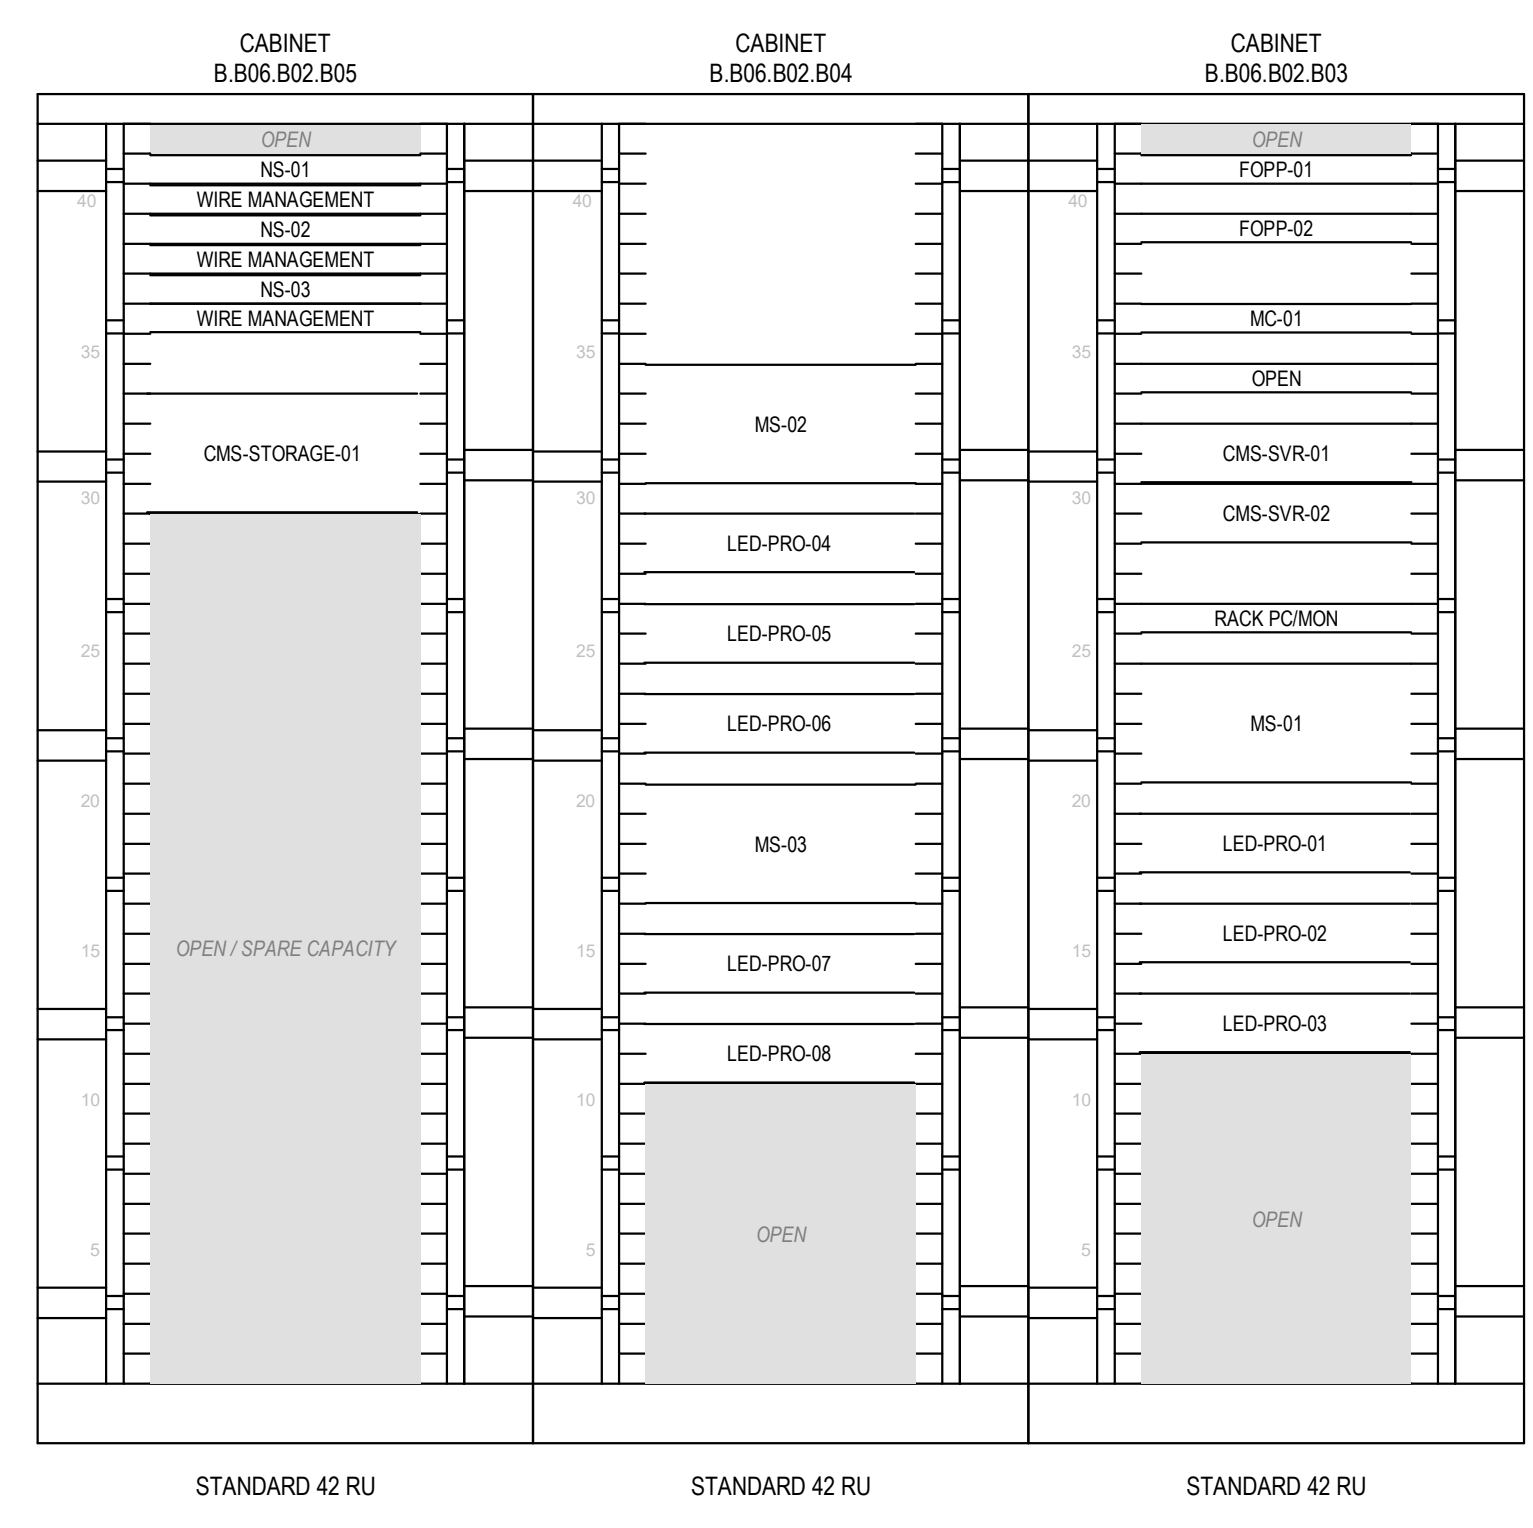 CABINET
B.B06.B02.B05
OPEN
NS-01
40
WIRE MANAGEMENT
NS-02
WIRE MANAGEMENT
NS-03
WIRE MANAGEMENT
35
CMS-STORAGE-01
30
25
20
15
OPEN / SPARE CAPACITY
10
5
STANDARD 42 RU
CABINET
B.B06.B02.B04
40
35
MS-02
30
LED-PRO-04
LED-PRO-05
25
LED-PRO-06
20
MS-03
15
LED-PRO-07
LED-PRO-08
10
OPEN
5
STANDARD 42 RU
CABINET
B.B06.B02.B03
OPEN
FOPP-01
40
FOPP-02
MC-01
35
OPEN
CMS-SVR-01
30
CMS-SVR-02
RACK PC/MON
25
MS-01
20
LED-PRO-01
LED-PRO-02
15
LED-PRO-03
10
OPEN
5
STANDARD 42 RU